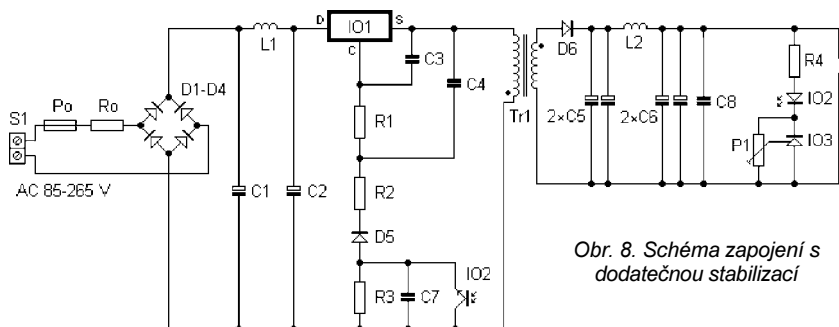 D
IO1
S
C
L1
C3
C4
D6
L2
R4
D1-D4
S1
Po
Ro
R1
Tr1
2×C5
2×C6
C8
IO2
P1
IO3
AC 85-265 V
C1
C2
R2
D5
IO2
R3
C7
Obr. 8. Schéma zapojení s
dodatečnou stabilizací